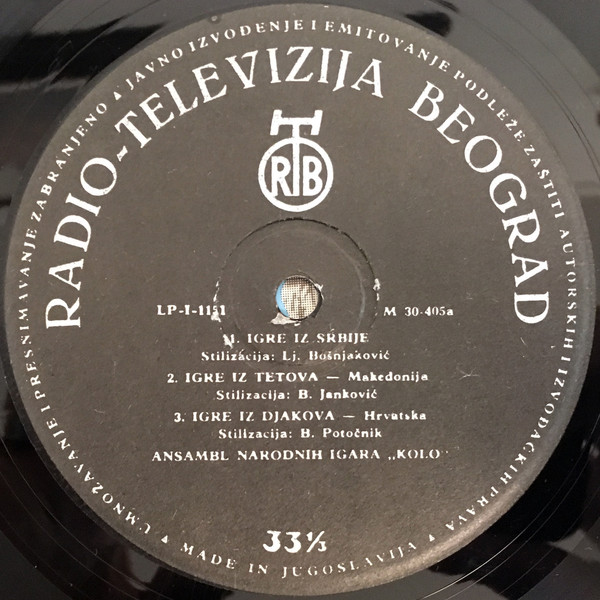 UMNOŽAVANJE I PRESNIMAVANJE ZABRANJENO ▲ JAVNO IZVOĐENJE I EMITOVANJE PODLEŽE ZAŠTITI AUTORSKIH I IZVOĐAČKIH PRAVA ▲
RADIO-TELEVIZIJA BEOGRAD
RTB
LP-I-1151 M 30-405a
1. IGRE IZ SRBIJE
Stilizacija: Lj. Bošnjaković
2. IGRE IZ TETOVA — Makedonija
Stilizacija: B. Janković
3. IGRE IZ DJAKOVA — Hrvatska
Stilizacija: B. Potočnik
ANSAMBL NARODNIH IGARA „KOLO"
33⅓
MADE IN JUGOSLAVIJA ▲